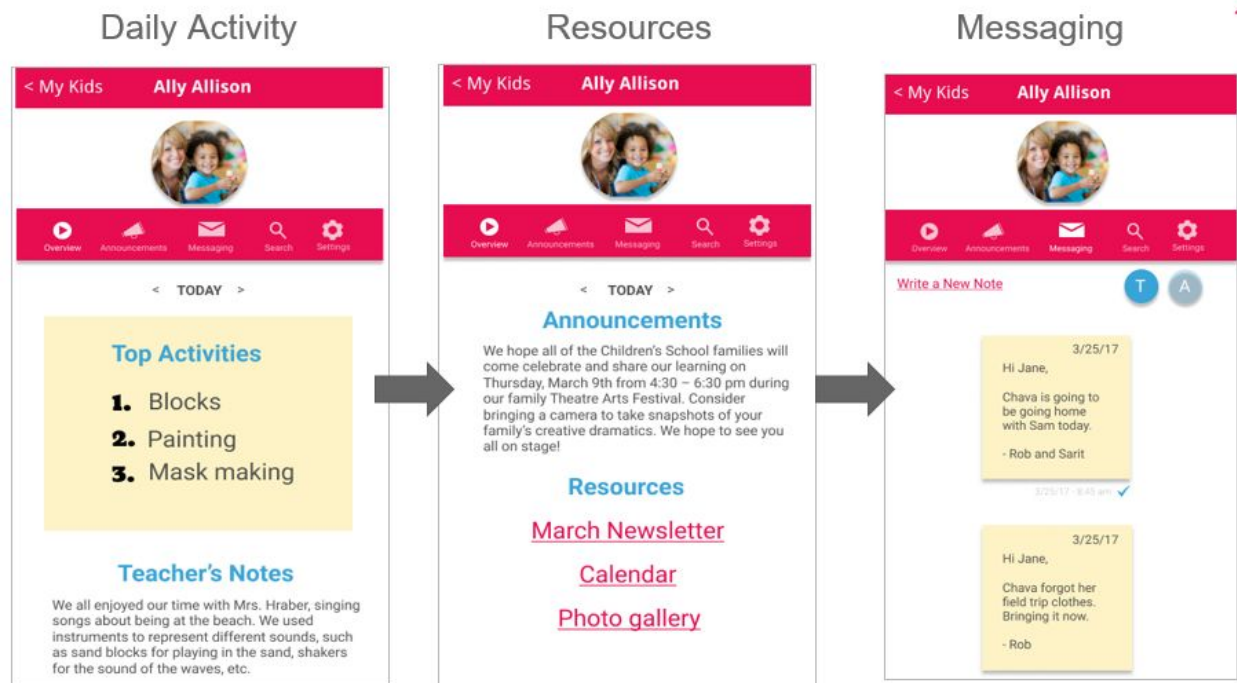 Daily Activity
Resources
Messaging
< My Kids Ally Allison
Overview Announcements Messaging Search Settings
< TODAY >
Top Activities
1. Blocks
2. Painting
3. Mask making
Teacher's Notes
We all enjoyed our time with Mrs. Hraber, singing
songs about being at the beach. We used
instruments to represent different sounds, such
as sand blocks for playing in the sand, shakers
for the sound of the waves, etc.
< My Kids Ally Allison
Overview Announcements Messaging Search Settings
< TODAY >
Announcements
We hope all of the Children's School families will
come celebrate and share our learning on
Thursday, March 9th from 4:30 – 6:30 pm during
our family Theatre Arts Festival. Consider
bringing a camera to take snapshots of your
family's creative dramatics. We hope to see you
all on stage!
Resources
March Newsletter
Calendar
Photo gallery
< My Kids Ally Allison
Overview Announcements Messaging Search Settings
Write a New Note T A
3/25/17
Hi Jane,
Chava is going to
be going home
with Sam today.
- Rob and Sarit
3/25/17 - 8:45 am
3/25/17
Hi Jane,
Chava forgot her
field trip clothes.
Bringing it now.
- Rob